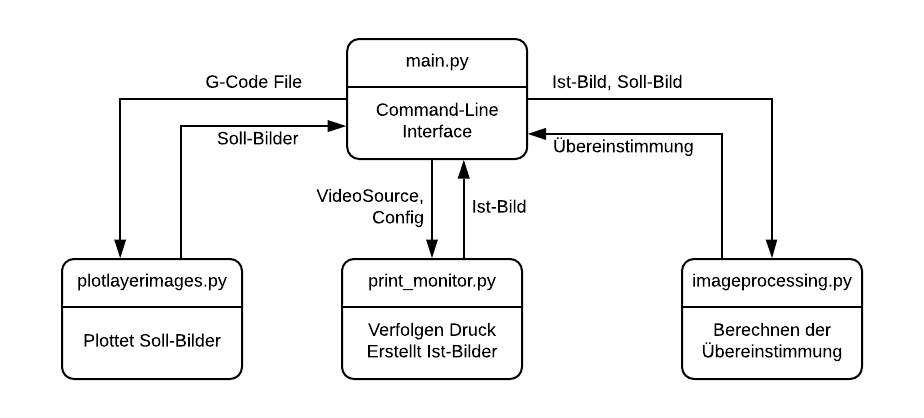 main.py
Command-Line
Interface
G-Code File
Soll-Bilder
Ist-Bild, Soll-Bild
Übereinstimmung
VideoSource,
Config
Ist-Bild
plotlayerimages.py
Plottet Soll-Bilder
print_monitor.py
Verfolgen Druck
Erstellt Ist-Bilder
imageprocessing.py
Berechnen der
Übereinstimmung